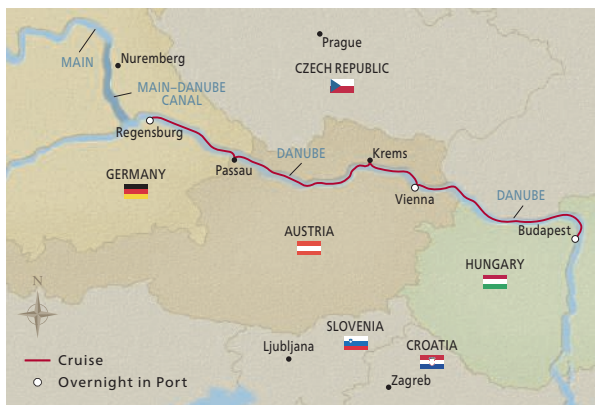 Prague
MAIN
Nuremberg
CZECH REPUBLIC
MAIN–DANUBE
CANAL
Regensburg
DANUBE
Krems
Passau
GERMANY
Vienna
DANUBE
Budapest
AUSTRIA
HUNGARY
N
SLOVENIA
Ljubljana
CROATIA
Zagreb
Cruise
Overnight in Port